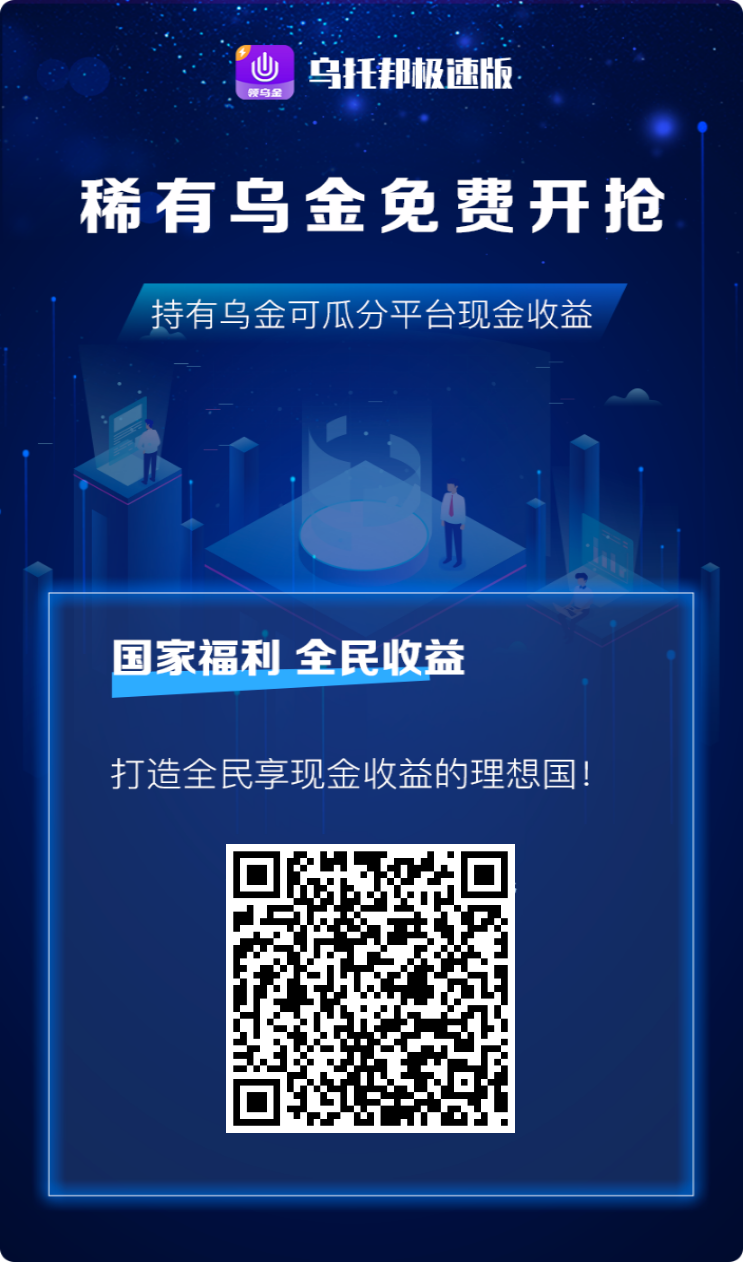 领乌金
乌托邦极速版
稀有乌金免费开抢
持有乌金可瓜分平台现金收益
国家福利 全民收益
打造全民享现金收益的理想国！